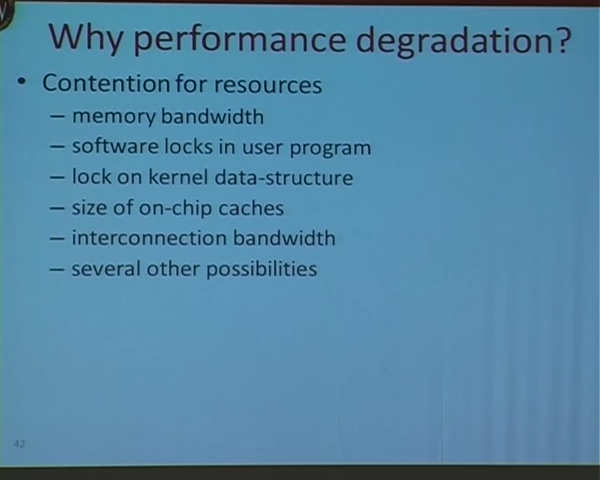 Why performance degradation?
• Contention for resources
– memory bandwidth
– software locks in user program
– lock on kernel data-structure
– size of on-chip caches
– interconnection bandwidth
– several other possibilities
42